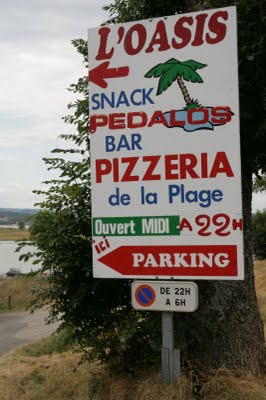 L'OASIS
SNACK
PEDALOS
BAR
PIZZERIA
de la Plage
Ouvert MIDI A 22H
ici
PARKING
DE 22H
A 6H